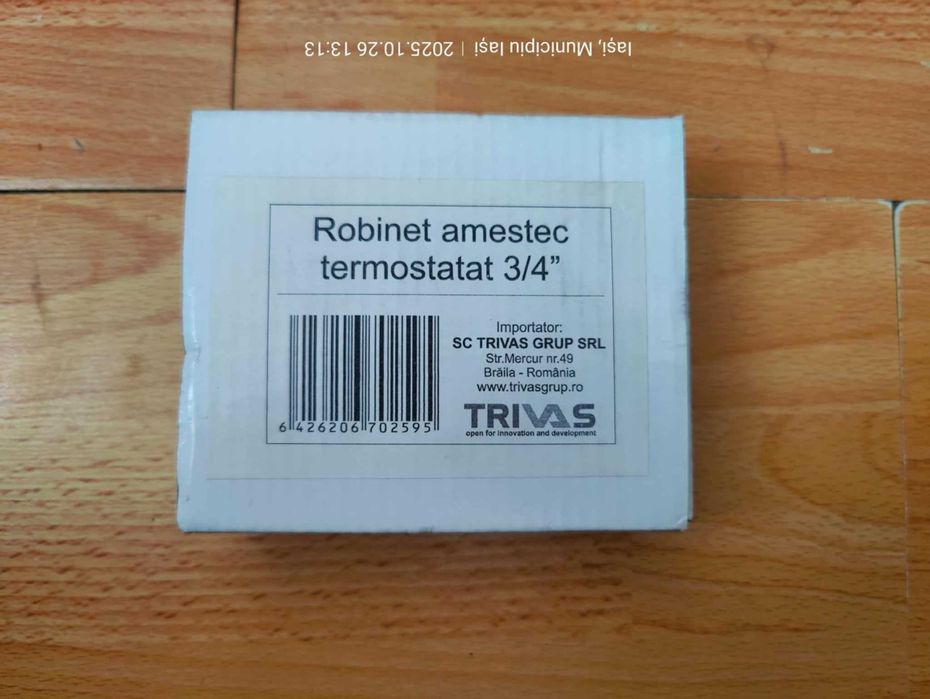 Iași, Municipiu Iași | 2025.10.26 13:13
Robinet amestec
termostatat 3/4”
Importator:
SC TRIVAS GRUP SRL
Str.Mercur nr.49
Brăila - România
www.trivasgrup.ro
TRIVAS
open for innovation and development
6 426206 702595